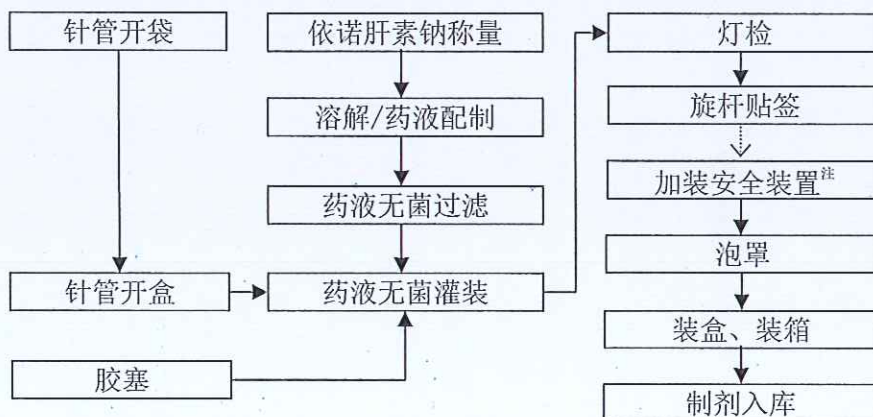 针管开袋
依诺肝素钠称量
灯检
溶解/药液配制
旋杆贴签
药液无菌过滤
加装安全装置注
泡罩
针管开盒
药液无菌灌装
装盒、装箱
胶塞
制剂入库